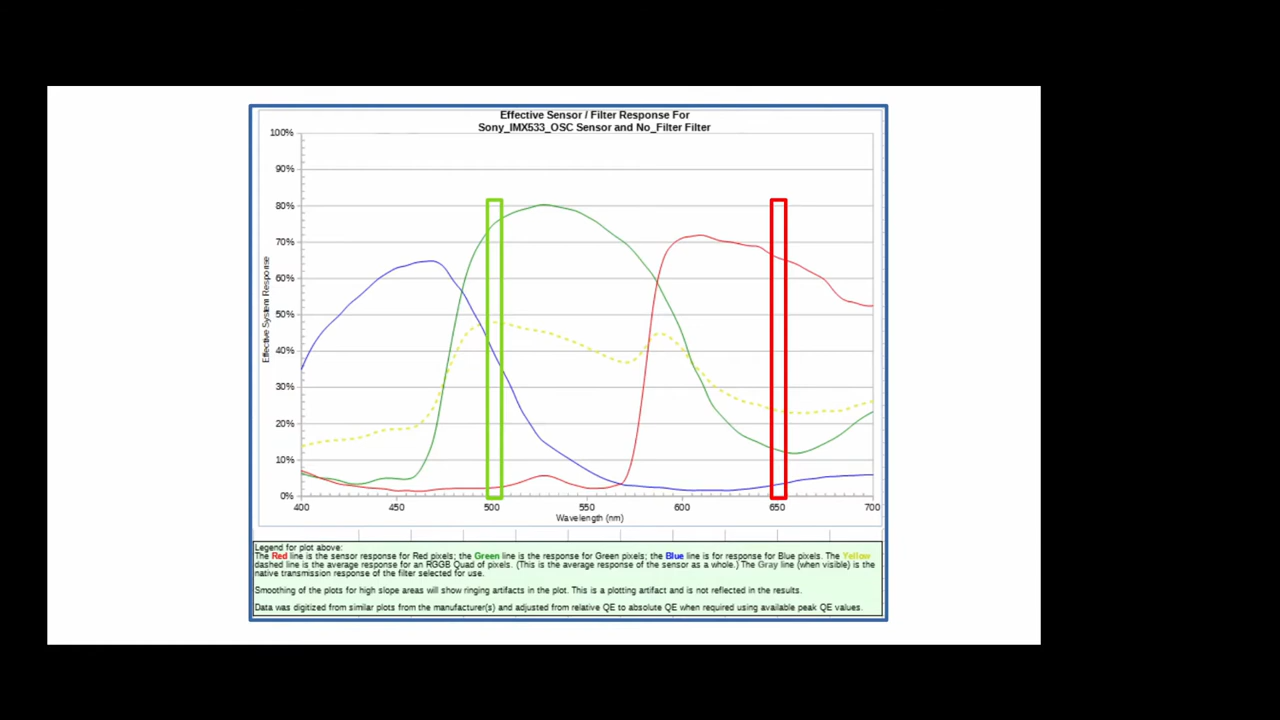 Effective Sensor / Filter Response For
Sony_IMX533_OSC Sensor and No_Filter Filter
100%
90%
80%
70%
60%
50%
40%
30%
20%
10%
0%
Effective System Response
400 450 500 550 600 650 700
Wavelength (nm)
Legend for plot above:
The Red line is the sensor response for Red pixels; the Green line is the response for Green pixels; the Blue line is for response for Blue pixels. The Yellow
dashed line is the average response for an RGGB Quad of pixels. (This is the average response of the sensor as a whole.) The Gray line (when visible) is the
native transmission response of the filter selected for use.
Smoothing of the plots for high slope areas will show ringing artifacts in the plot. This is a plotting artifact and is not reflected in the results.
Data was digitized from similar plots from the manufacturer(s) and adjusted from relative QE to absolute QE when required using available peak QE values.